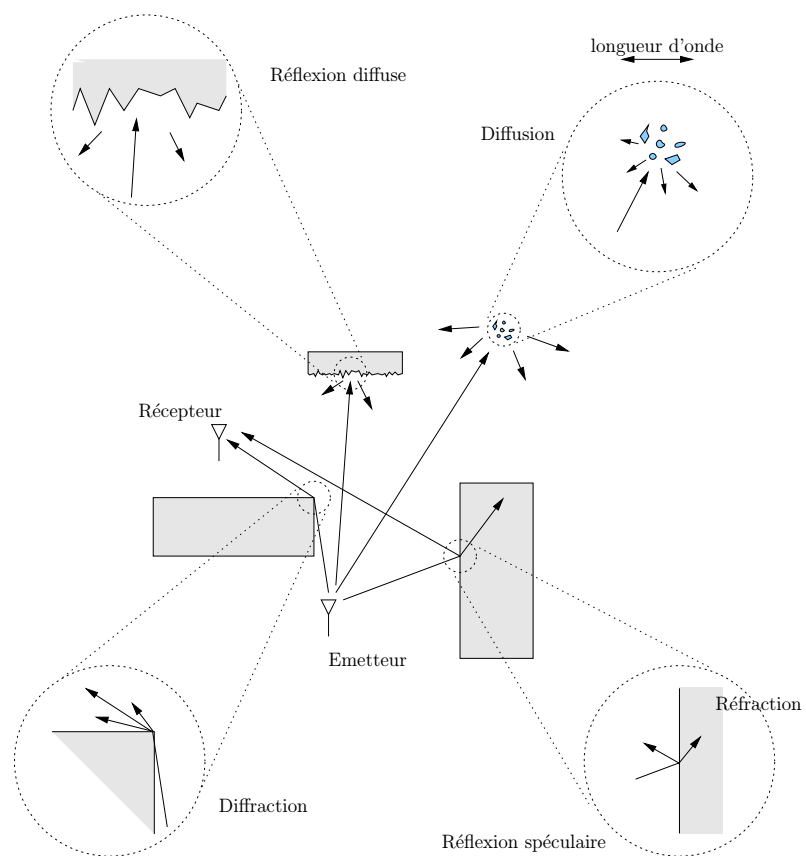 longueur d'onde
Réflexion diffuse
Diffusion
Récepteur
Emetteur
Réfraction
Diffraction
Réflexion spéculaire